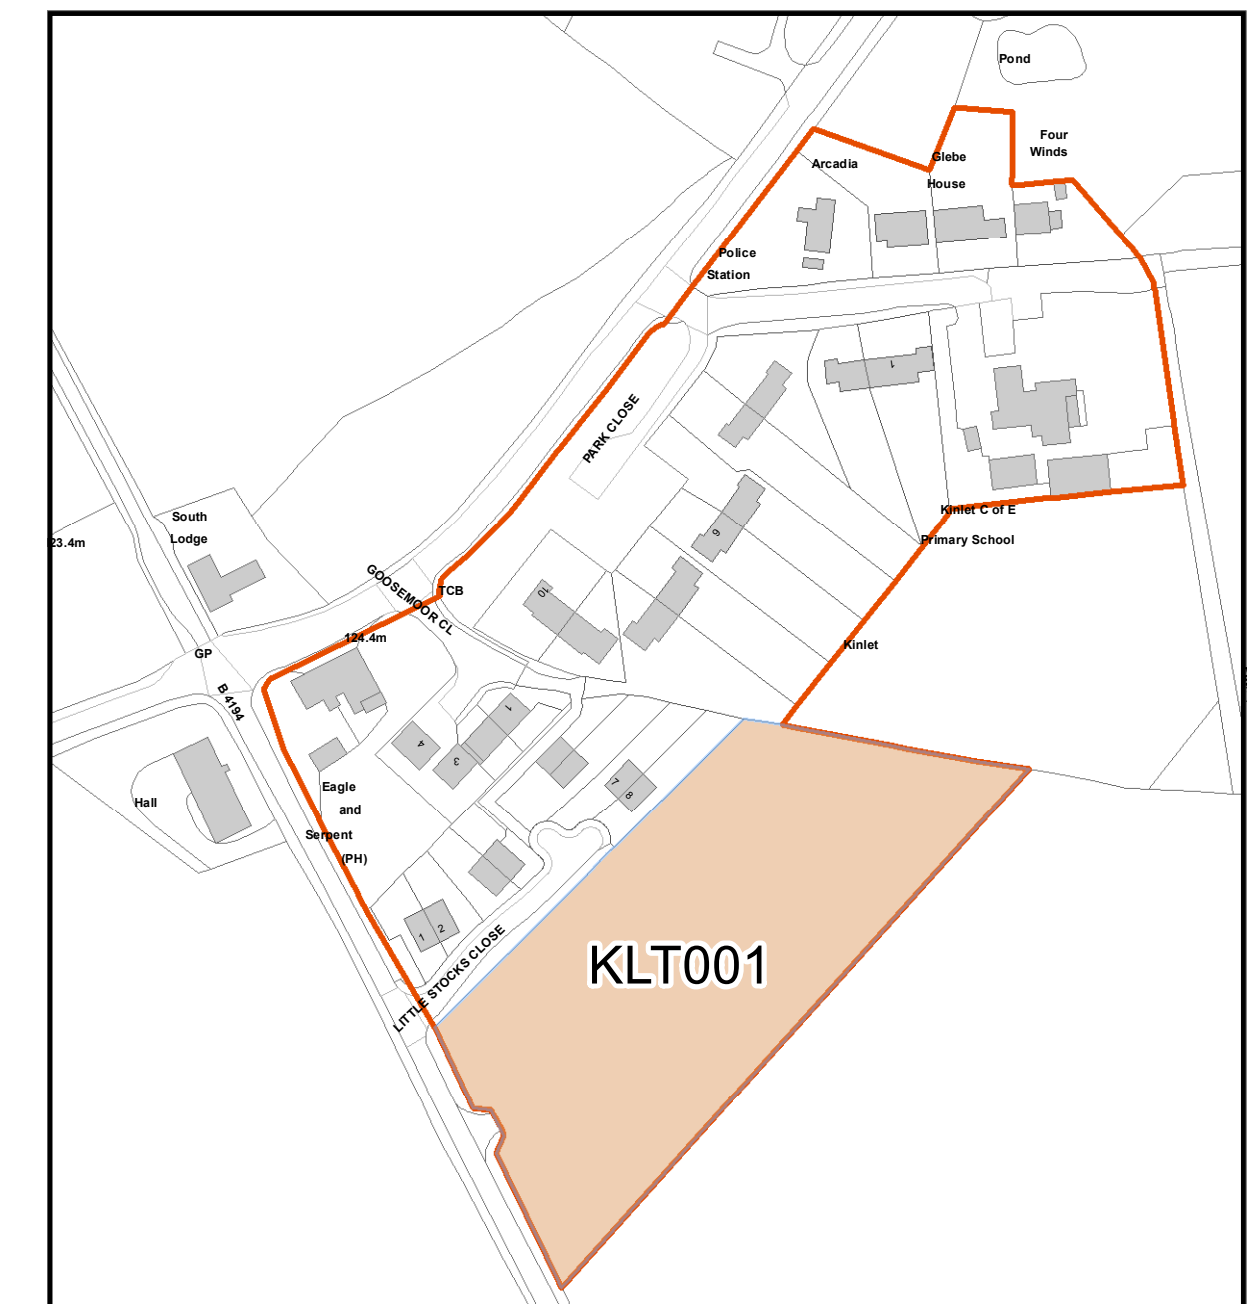 Pond
Four
Winds
Glebe
House
Arcadia
Police
Station
1
PARK CLOSE
Kinlet C of E
Primary School
South
Lodge
23.4m
9
GOOSEMOOR CL
TCB
10
124.4m
Kinlet
GP
B 4194
1
4
3
7
8
Eagle
and
Serpent
(PH)
Hall
1
2
LITTLE STOCKS CLOSE
KLT001